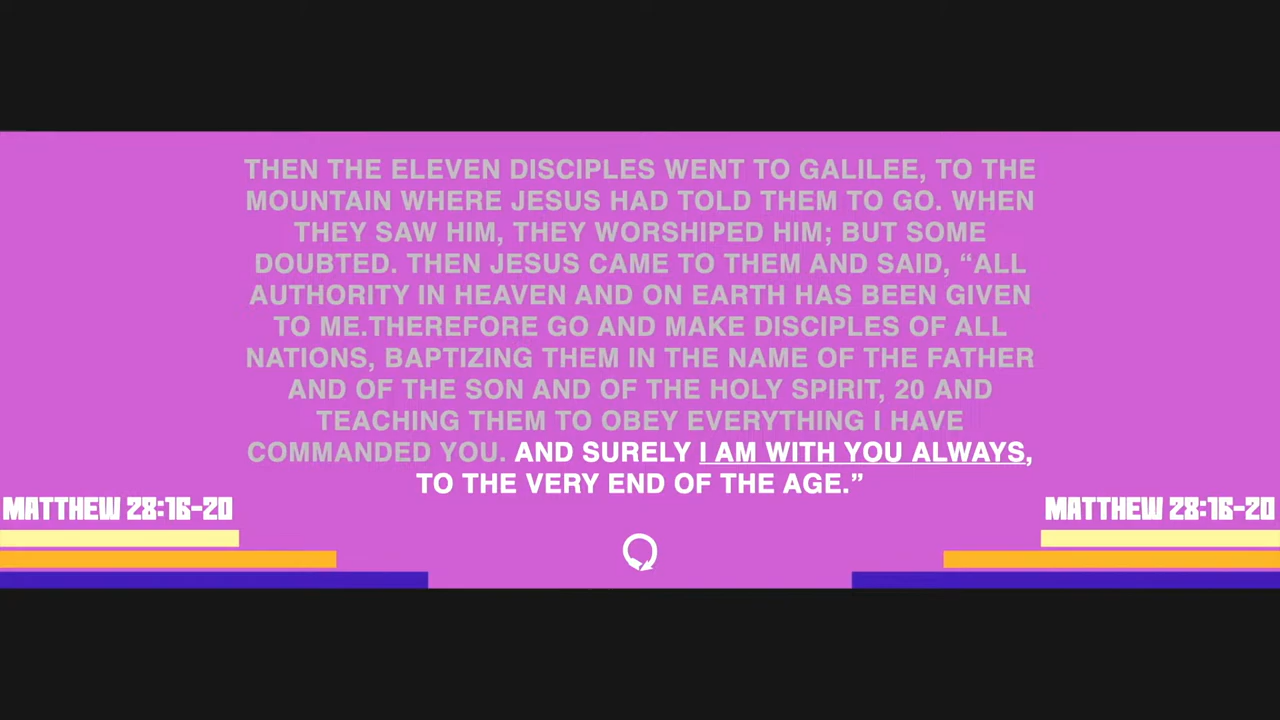 THEN THE ELEVEN DISCIPLES WENT TO GALILEE, TO THE
MOUNTAIN WHERE JESUS HAD TOLD THEM TO GO. WHEN
THEY SAW HIM, THEY WORSHIPED HIM; BUT SOME
DOUBTED. THEN JESUS CAME TO THEM AND SAID, “ALL
AUTHORITY IN HEAVEN AND ON EARTH HAS BEEN GIVEN
TO ME.THEREFORE GO AND MAKE DISCIPLES OF ALL
NATIONS, BAPTIZING THEM IN THE NAME OF THE FATHER
AND OF THE SON AND OF THE HOLY SPIRIT, 20 AND
TEACHING THEM TO OBEY EVERYTHING I HAVE
COMMANDED YOU. AND SURELY I AM WITH YOU ALWAYS,
TO THE VERY END OF THE AGE.”
MATTHEW 28:16-20
MATTHEW 28:16-20